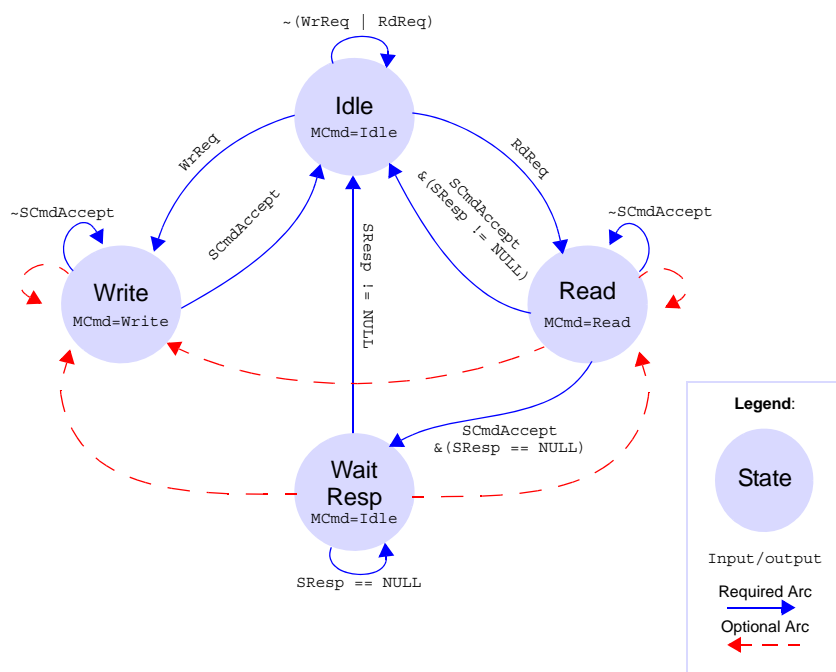 ~(WrReq | RdReq)
Idle
MCmd=Idle
WrReq
RdReq
SCmdAccept
SCmdAccept
&(SResp != NULL)
SResp != NULL
~SCmdAccept
Write
MCmd=Write
~SCmdAccept
Read
MCmd=Read
SCmdAccept
&(SResp == NULL)
Wait
Resp
MCmd=Idle
SResp == NULL
Legend:
State
Input/output
Required Arc
Optional Arc